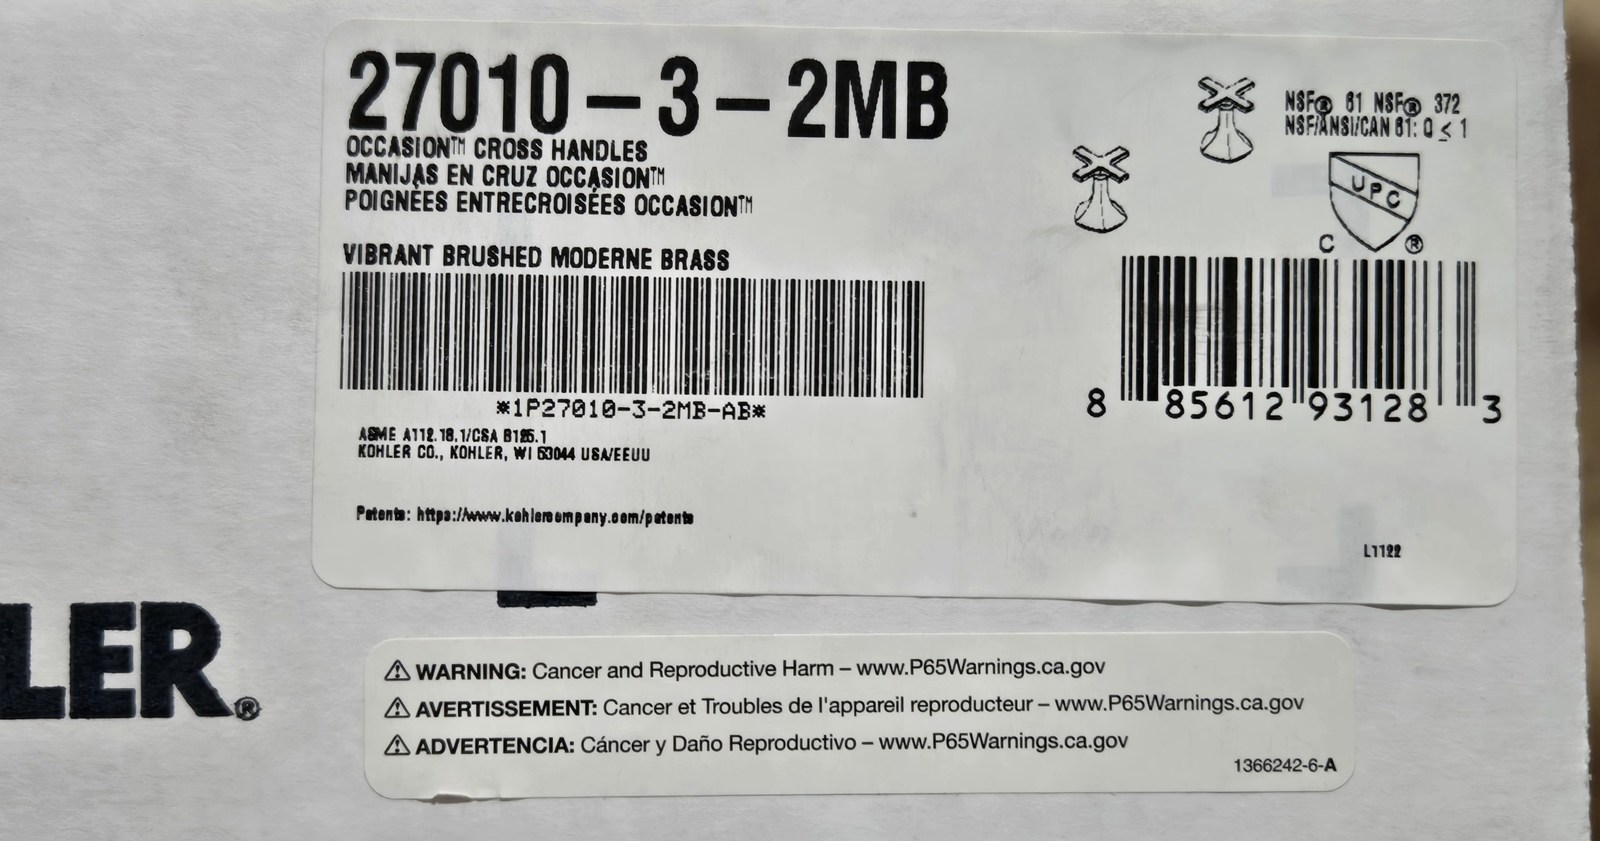 27010-3-2MB
OCCASION™ CROSS HANDLES
MANIJAS EN CRUZ OCCASION™
POIGNÉES ENTRECROISÉES OCCASION™
VIBRANT BRUSHED MODERNE BRASS
*1P27010-3-2MB-AB*
ASME A112.18.1/CSA B125.1
KOHLER CO., KOHLER, WI 53044 USA/EEUU
Patents: https://www.kohlercompany.com/patents
NSF® 61 NSF® 372
NSF/ANSI/CAN 61: Q ≤ 1
UPC
C ®
8 85612 93128 3
L1122
LER®
⚠ WARNING: Cancer and Reproductive Harm – www.P65Warnings.ca.gov
⚠ AVERTISSEMENT: Cancer et Troubles de l'appareil reproducteur – www.P65Warnings.ca.gov
⚠ ADVERTENCIA: Cáncer y Daño Reproductivo – www.P65Warnings.ca.gov
1366242-6-A